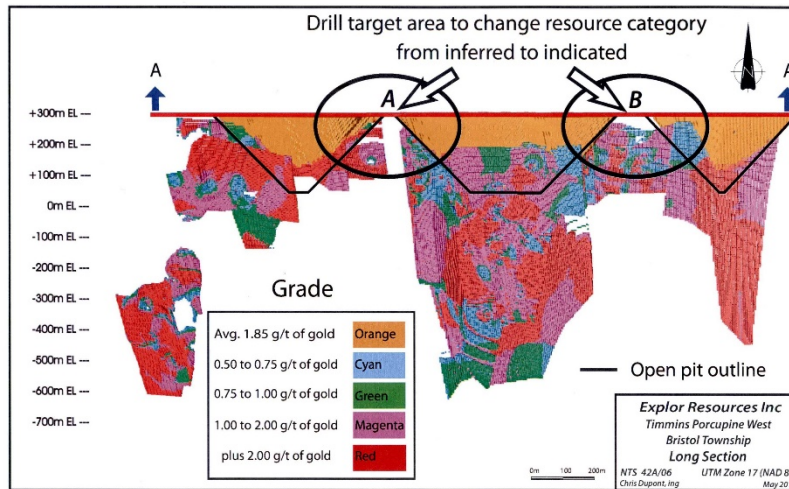 Drill target area to change resource category
from inferred to indicated
A
A
B
A
N
+300m EL ---
+200m EL ---
+100m EL ---
0m EL ---
-100m EL ---
-200m EL ---
-300m EL ---
-400m EL ---
-500m EL ---
-600m EL ---
-700m EL ---
Grade
Avg. 1.85 g/t of gold Orange
0.50 to 0.75 g/t of gold Cyan
0.75 to 1.00 g/t of gold Green
1.00 to 2.00 g/t of gold Magenta
plus 2.00 g/t of gold Red
Open pit outline
0m 100 200m
Explor Resources Inc
Timmins Porcupine West
Bristol Township
Long Section
NTS 42A/06 UTM Zone 17 (NAD 8
Chris Dupont, ing May 20